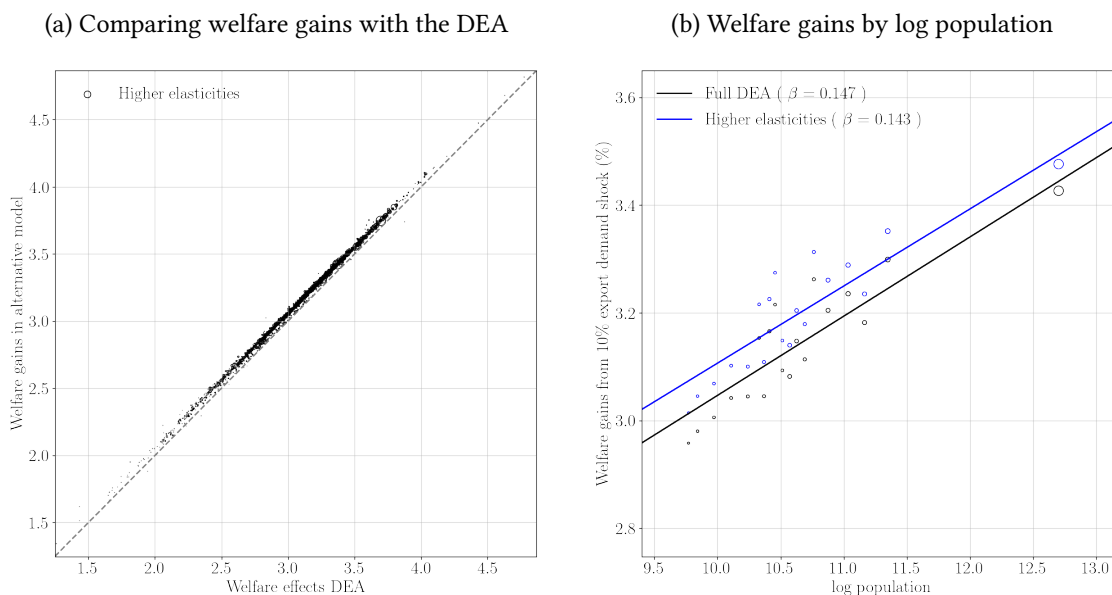 (a) Comparing welfare gains with the DEA
Higher elasticities
Welfare gains in alternative model
4.5
4.0
3.5
3.0
2.5
2.0
1.5
1.5 2.0 2.5 3.0 3.5 4.0 4.5
Welfare effects DEA
(b) Welfare gains by log population
Full DEA ( β = 0.147 )
Higher elasticities ( β = 0.143 )
Welfare gains from 10% export demand shock (%)
3.6
3.4
3.2
3.0
2.8
9.5 10.0 10.5 11.0 11.5 12.0 12.5 13.0
log population